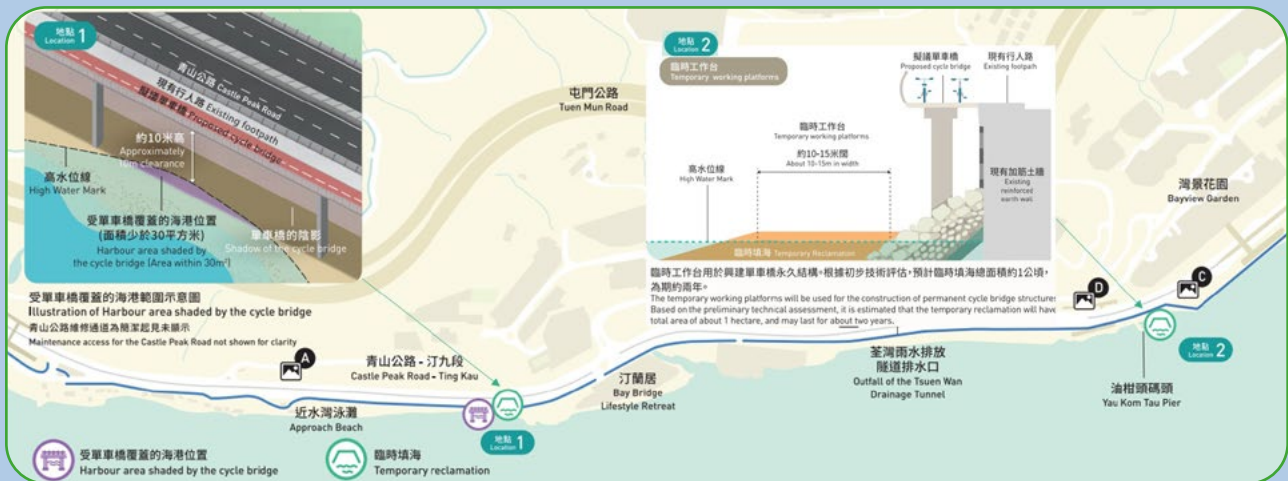 地點 1
Location
青山公路 Castle Peak Road
現有行人路 Existing footpath
擬議單車橋 Proposed cycle bridge
約10米高
Approximately
10m clearance
高水位線
High Water Mark
受單車橋覆蓋的海港位置
(面積少於30平方米)
Harbour area shaded by
the cycle bridge (Area within 30m²)
單車橋的陰影
Shadow of the cycle bridge
受單車橋覆蓋的海港範圍示意圖
Illustration of Harbour area shaded by the cycle bridge
青山公路維修通道為簡潔起見未顯示
Maintenance access for the Castle Peak Road not shown for clarity
屯門公路
Tuen Mun Road
地點 2
Location
臨時工作台
Temporary working platforms
擬議單車橋
Proposed cycle bridge
現有行人路
Existing footpath
臨時工作台
Temporary working platforms
約10-15米闊
About 10-15m in width
高水位線
High Water Mark
現有加筋土牆
Existing
reinforced
earth wall
臨時填海 Temporary Reclamation
臨時工作台用於興建單車橋永久結構。根據初步技術評估，預計臨時填海總面積約1公頃，
為期約兩年。
The temporary working platforms will be used for the construction of permanent cycle bridge structures
Based on the preliminary technical assessment, it is estimated that the temporary reclamation will have
total area of about 1 hectare, and may last for about two years.
灣景花園
Bayview Garden
A
D
C
青山公路 - 汀九段
Castle Peak Road - Ting Kau
近水灣泳灘
Approach Beach
地點 1
Location
汀蘭居
Bay Bridge
Lifestyle Retreat
荃灣雨水排放
隧道排水口
Outfall of the Tsuen Wan
Drainage Tunnel
地點 2
Location
油柑頭碼頭
Yau Kom Tau Pier
受單車橋覆蓋的海港位置
Harbour area shaded by the cycle bridge
臨時填海
Temporary reclamation